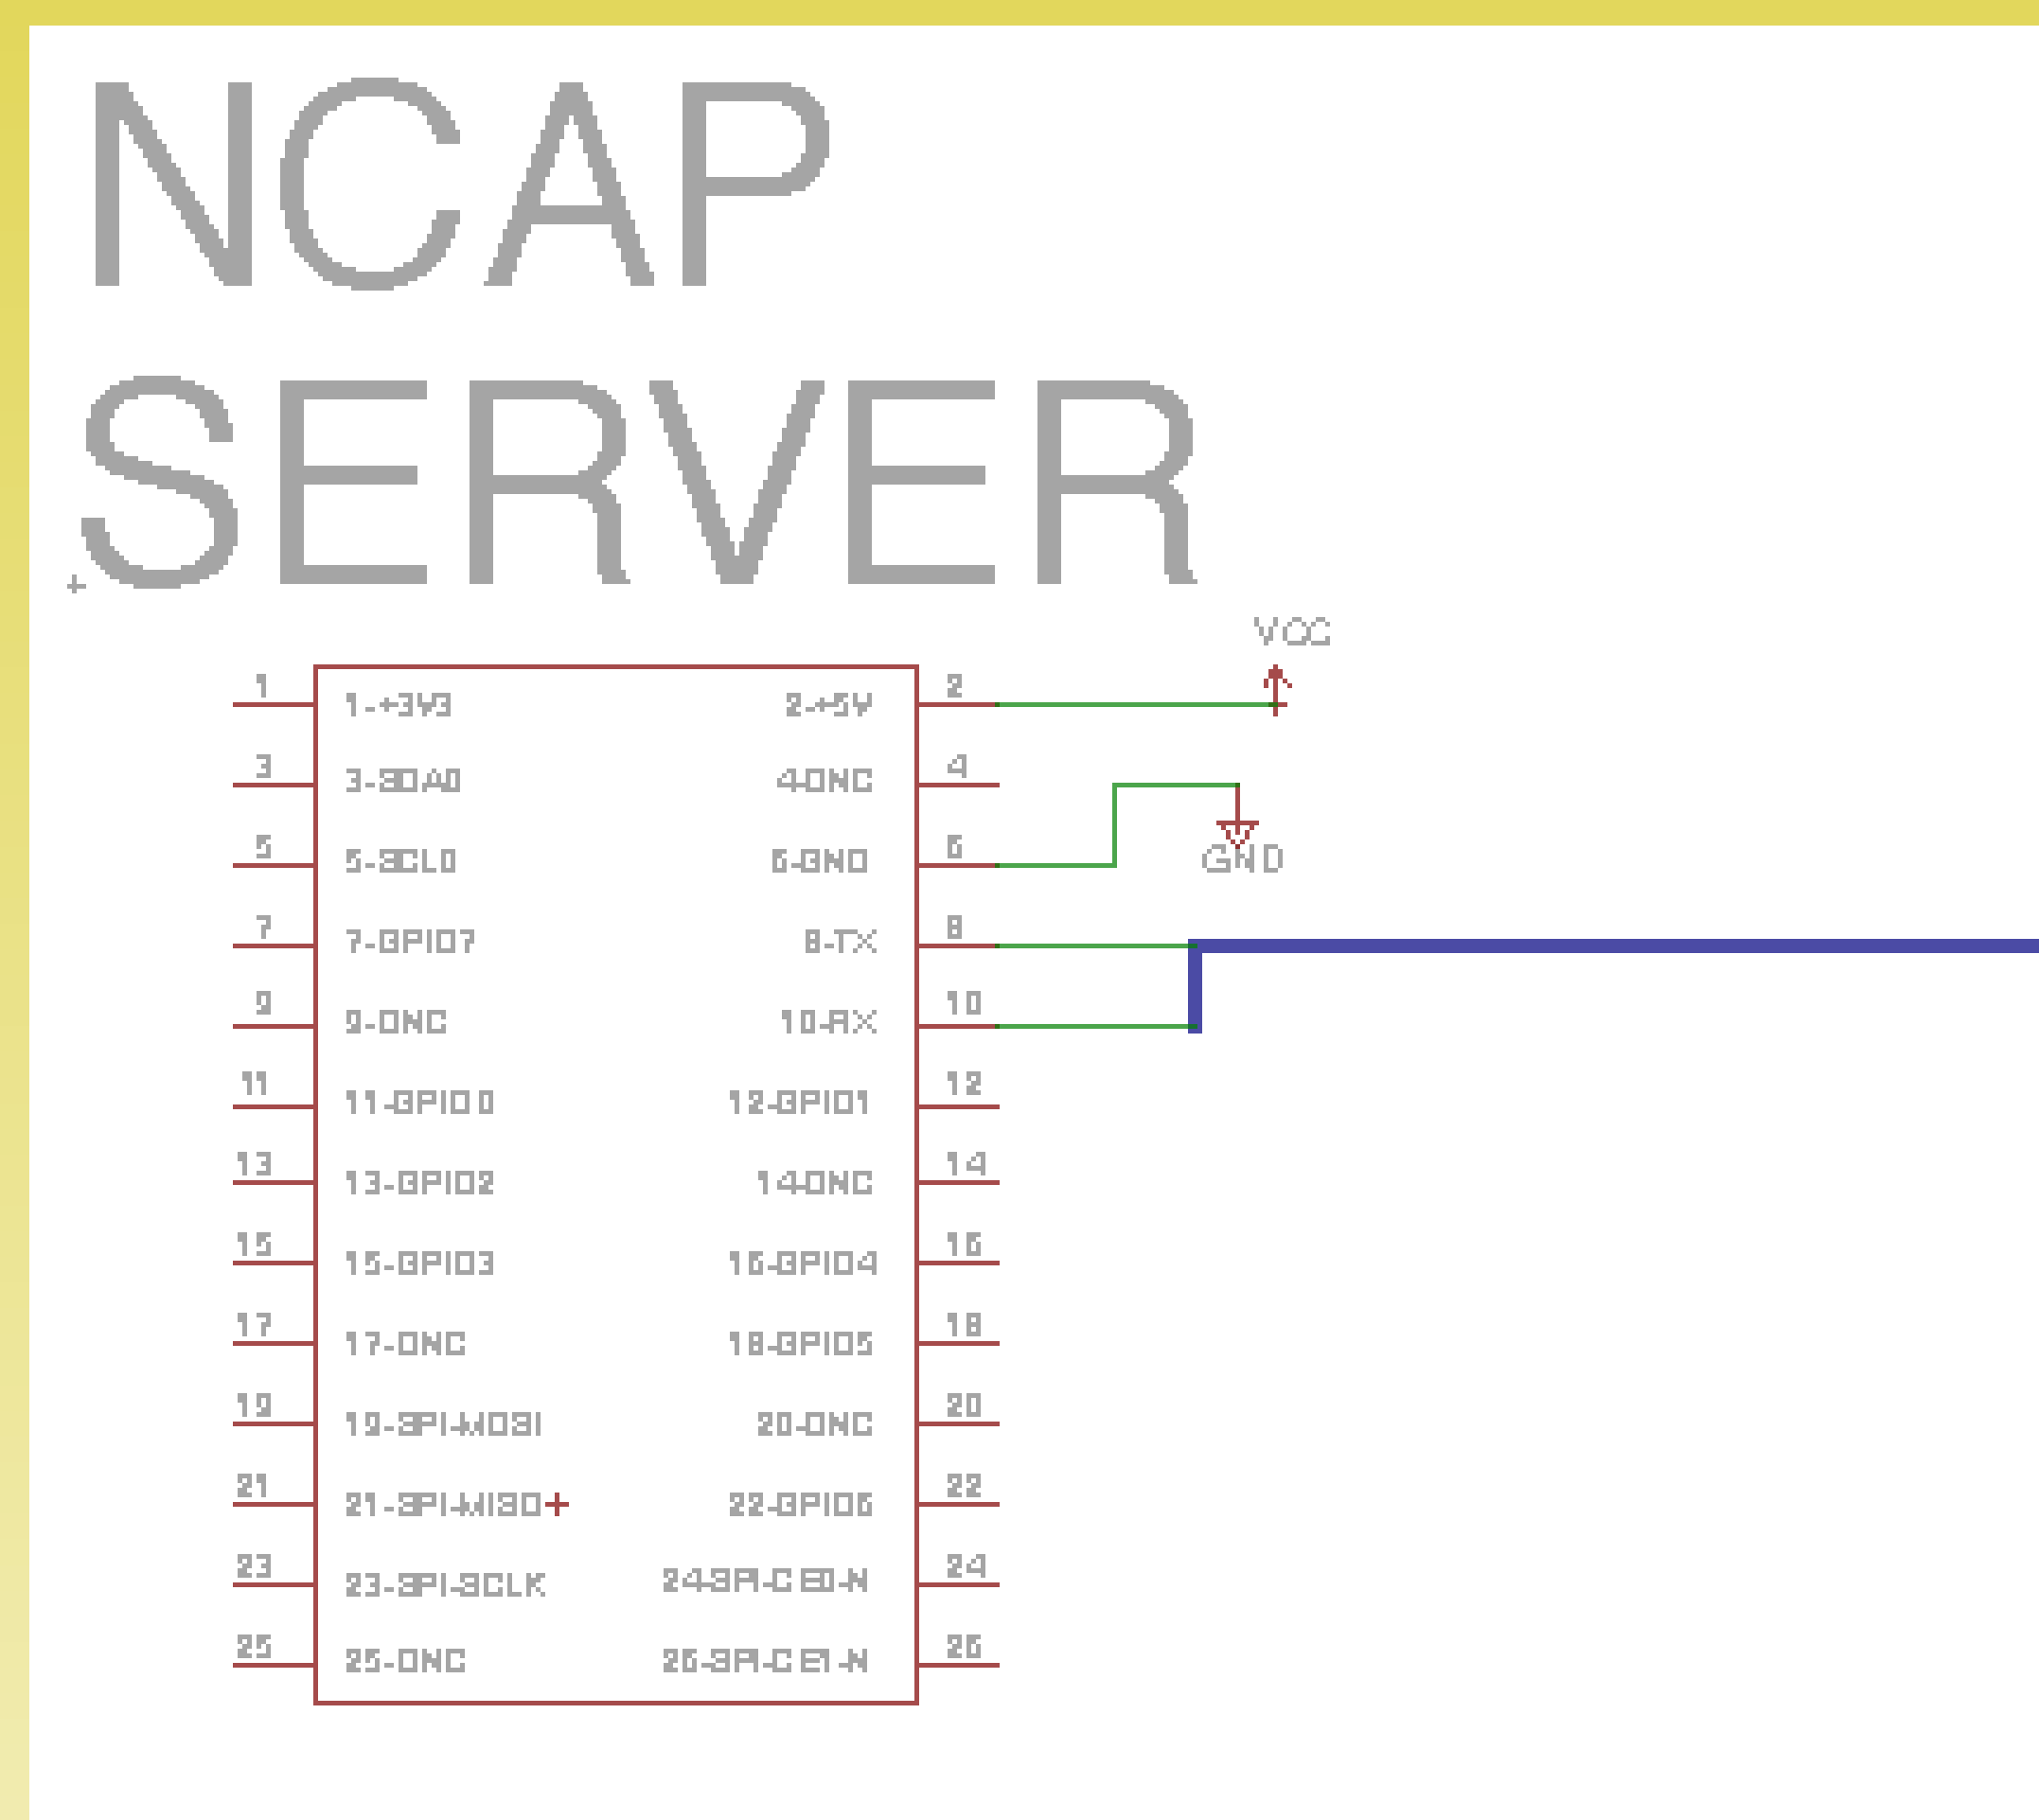 NCAP
SERVER
VCC
1 1-+3V3 2-+5V 2
3 3-SDA0 4-DNC 4
5 5-SCL0 6-GND 6
GND
7 7-GPIO7 8-TX 8
9 9-DNC 10-RX 10
11 11-GPIO0 12-GPIO1 12
13 13-GPIO2 14-DNC 14
15 15-GPIO3 16-GPIO4 16
17 17-DNC 18-GPIO5 18
19 19-SPI-MOSI 20-DNC 20
21 21-SPI-MISO 22-GPIO6 22
23 23-SPI-SCLK 24-SPI-CE0-N 24
25 25-DNC 26-SPI-CE1-N 26